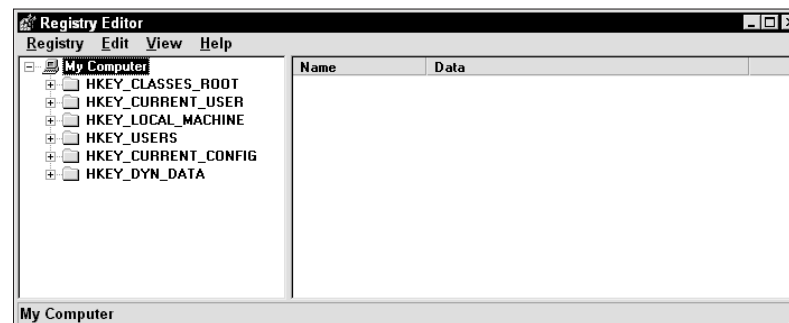 Registry Editor
Registry Edit View Help
My Computer
HKEY_CLASSES_ROOT
HKEY_CURRENT_USER
HKEY_LOCAL_MACHINE
HKEY_USERS
HKEY_CURRENT_CONFIG
HKEY_DYN_DATA
Name Data
My Computer